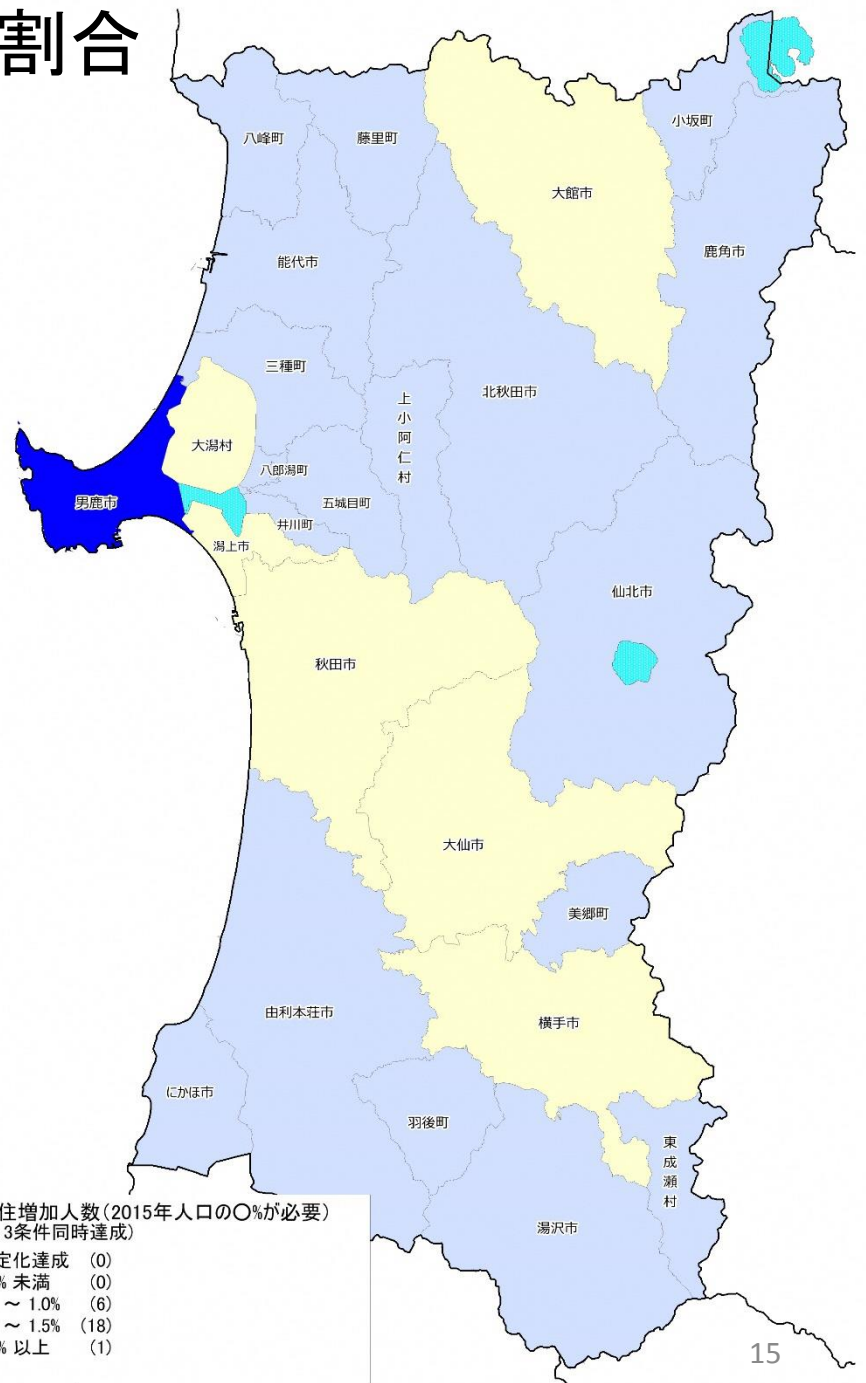 割合
八峰町
藤里町
小坂町
大館市
鹿角市
能代市
三種町
北秋田市
上小阿仁村
大潟村
八郎潟町
五城目町
男鹿市
井川町
潟上市
仙北市
秋田市
大仙市
美郷町
由利本荘市
横手市
にかほ市
羽後町
東成瀬村
湯沢市
住増加人数(2015年人口の〇%が必要)
3条件同時達成)
定化達成 (0)
% 未満 (0)
~ 1.0% (6)
~ 1.5% (18)
% 以上 (1)
15